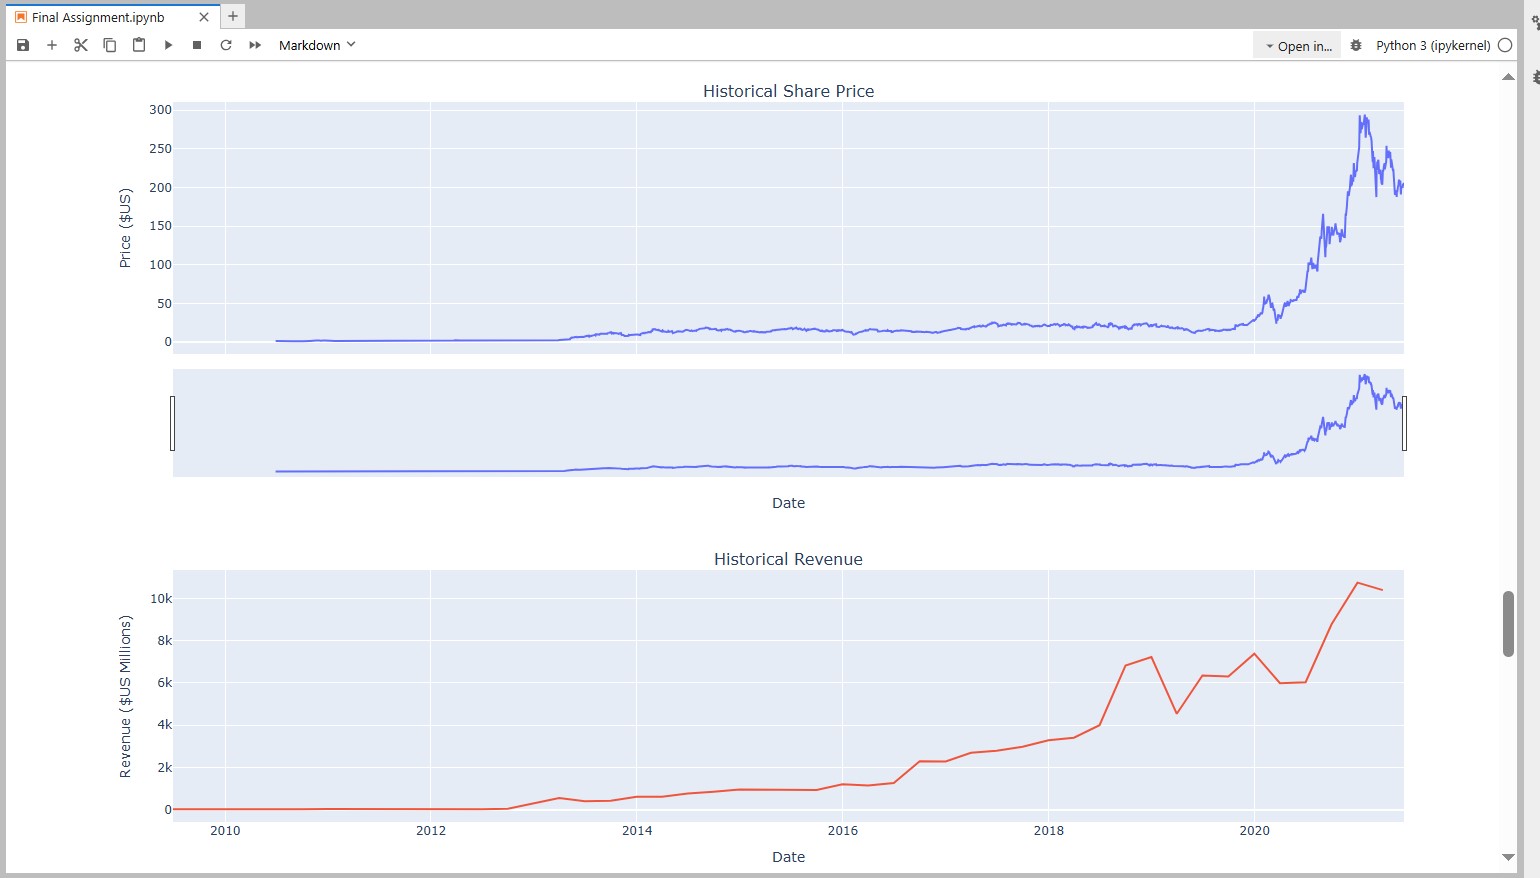 Final Assignment.ipynb
Markdown
Open in...
Python 3 (ipykernel)
Historical Share Price
300
250
200
150
100
50
0
Price ($US)
Date
Historical Revenue
10k
8k
6k
4k
2k
0
Revenue ($US Millions)
2010 2012 2014 2016 2018 2020
Date